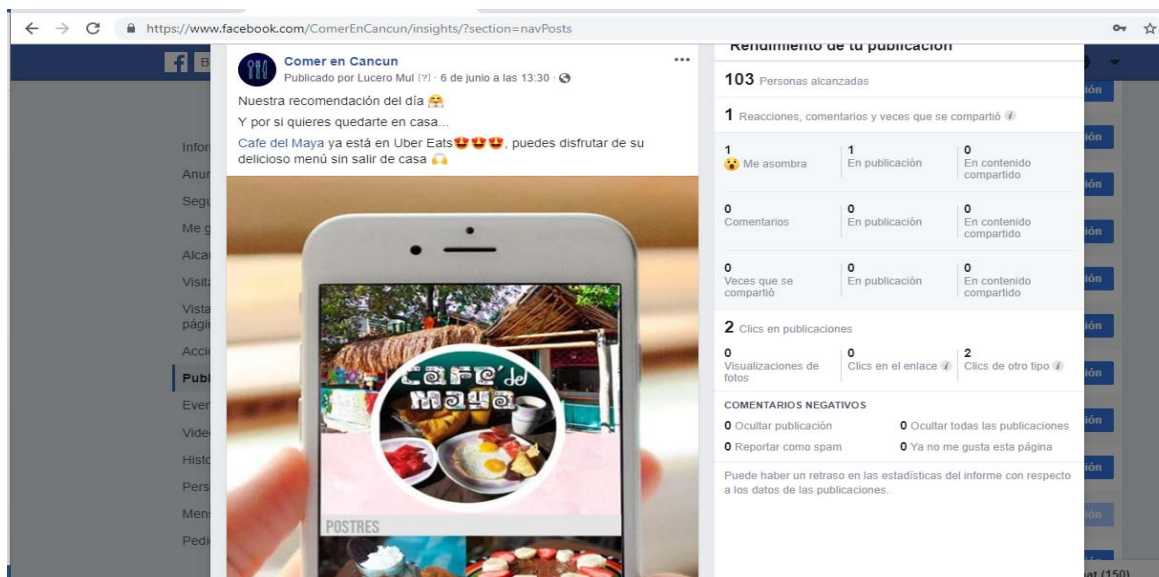 https://www.facebook.com/ComerEnCancun/insights/?section=navPosts
Comer en Cancun
Publicado por Lucero Mul [?] · 6 de junio a las 13:30 ·
Nuestra recomendación del día 🤗
Y por si quieres quedarte en casa...
Cafe del Maya ya está en Uber Eats😍😍😍, puedes disfrutar de su
delicioso menú sin salir de casa 🙌
CAFE' del
maya
POSTRES
Rendimiento de tu publicación
103 Personas alcanzadas
1 Reacciones, comentarios y veces que se compartió
1
😮 Me asombra
1
En publicación
0
En contenido
compartido
0
Comentarios
0
En publicación
0
En contenido
compartido
0
Veces que se
compartió
0
En publicación
0
En contenido
compartido
2 Clics en publicaciones
0
Visualizaciones de
fotos
0
Clics en el enlace
2
Clics de otro tipo
COMENTARIOS NEGATIVOS
0 Ocultar publicación
0 Ocultar todas las publicaciones
0 Reportar como spam
0 Ya no me gusta esta página
Puede haber un retraso en las estadísticas del informe con respecto
a los datos de las publicaciones.